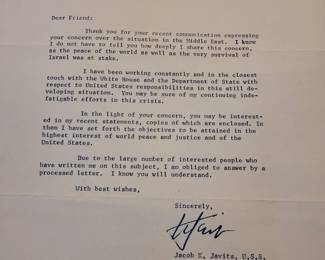 Dear Friend:
Thank you for your recent communication expressing
your concern over the situation in the Middle East. I know
I do not have to tell you how deeply I share this concern,
as the peace of the world as well as the very survival of
Israel was at stake.
I have been working constantly and in the closest
touch with the White House and the Department of State with
respect to United States responsibilities in this still de-
veloping situation. You may be sure of my continuing inde-
fatigable efforts in this crisis.
In the light of your concern, you may be interest-
ed in my recent statements, copies of which are enclosed. In
them I have set forth the objectives to be attained in the
highest interest of world peace and justice and of the
United States.
Due to the large number of interested people who
have written me on this subject, I am obliged to answer by a
processed letter. I know you will understand.
With best wishes,
Sincerely,
Jacob K. Javits, U.S.S.